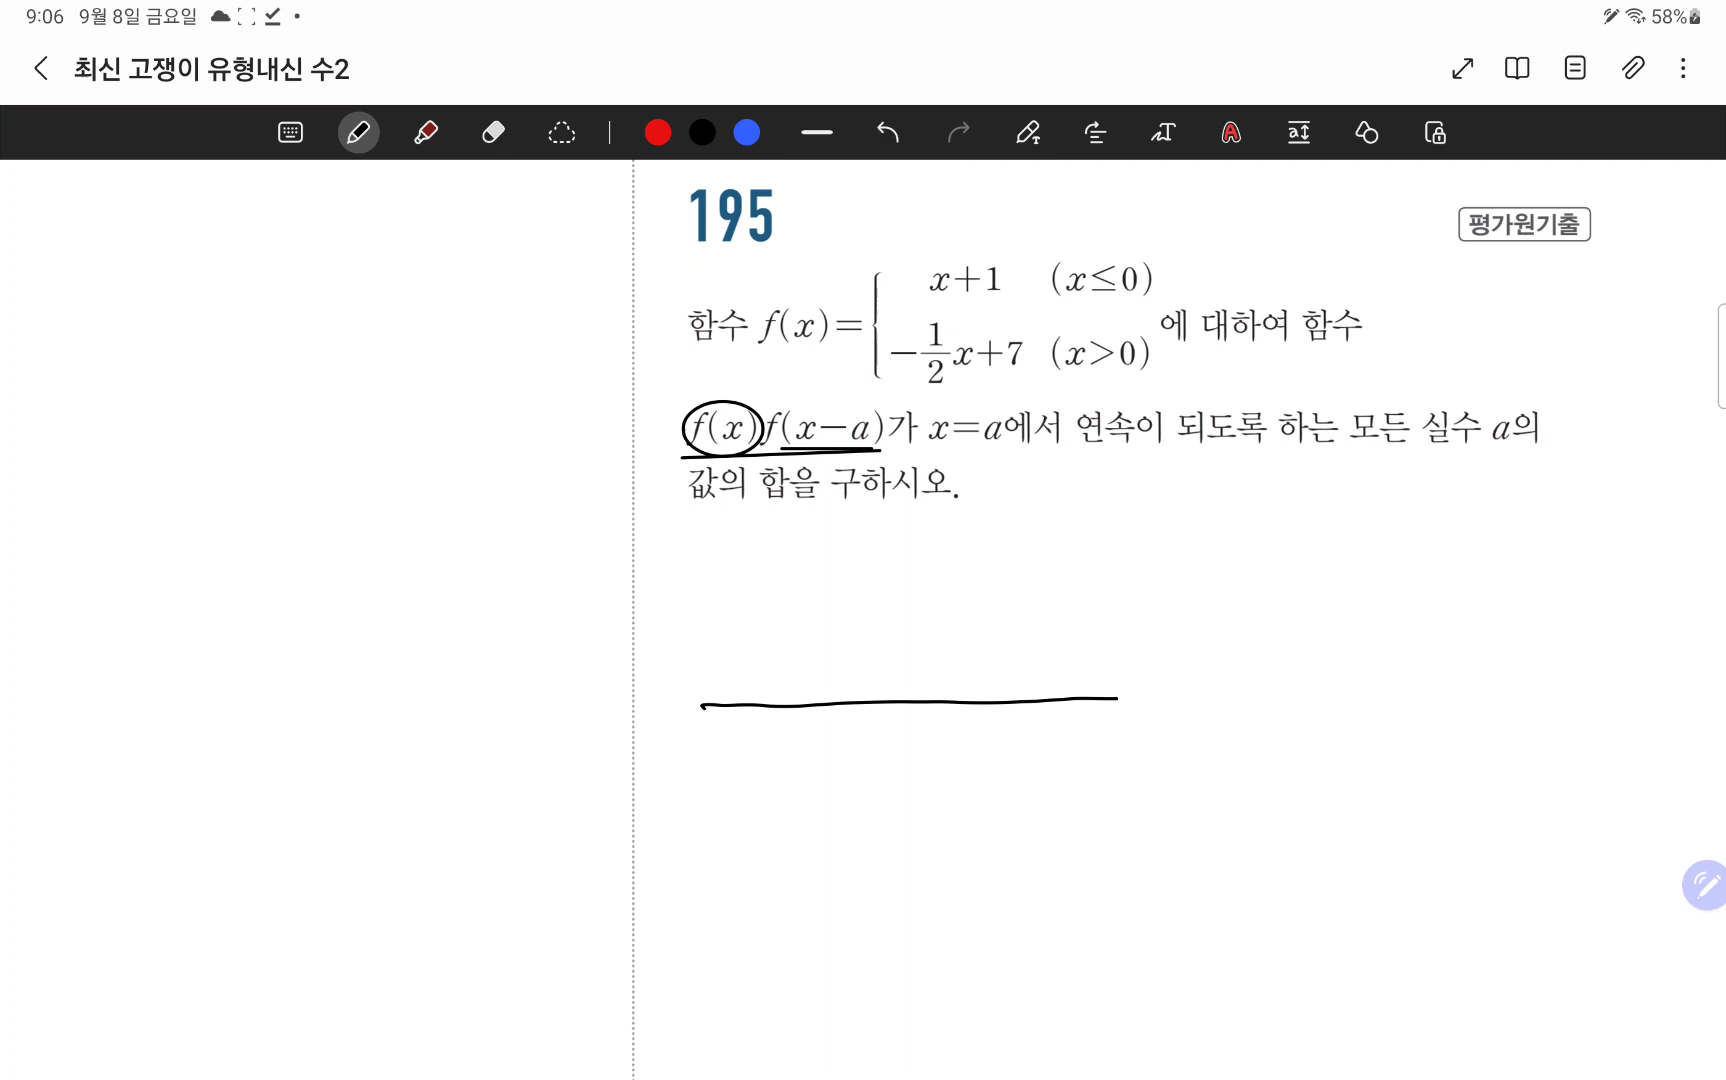 9:06 9월 8일 금요일
58%
최신 고쟁이 유형내신 수2
195
평가원기출
함수 f(x)={ x+1 (x≤0)
-1/2x+7 (x>0) 에 대하여 함수
f(x)f(x-a)가 x=a에서 연속이 되도록 하는 모든 실수 a의
값의 합을 구하시오.